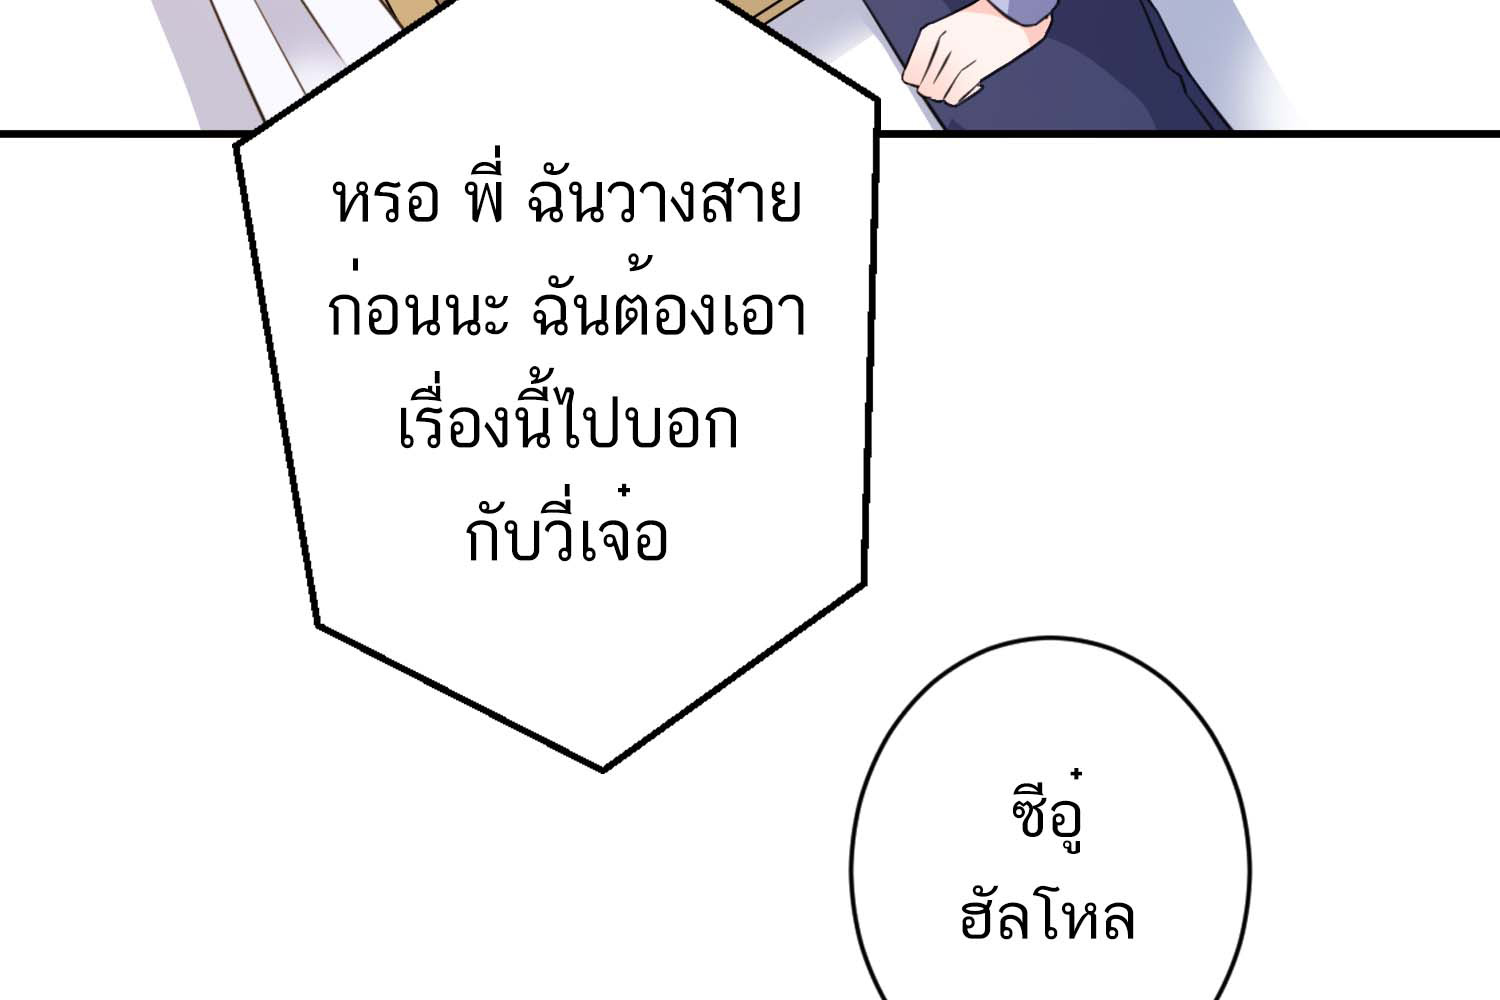 หรอ พี่ ฉันวางสาย
ก่อนนะ ฉันต้องเอา
เรื่องนี้ไปบอก
กับวี่เจ๋อ
ซีอู๋
ฮัลโหล